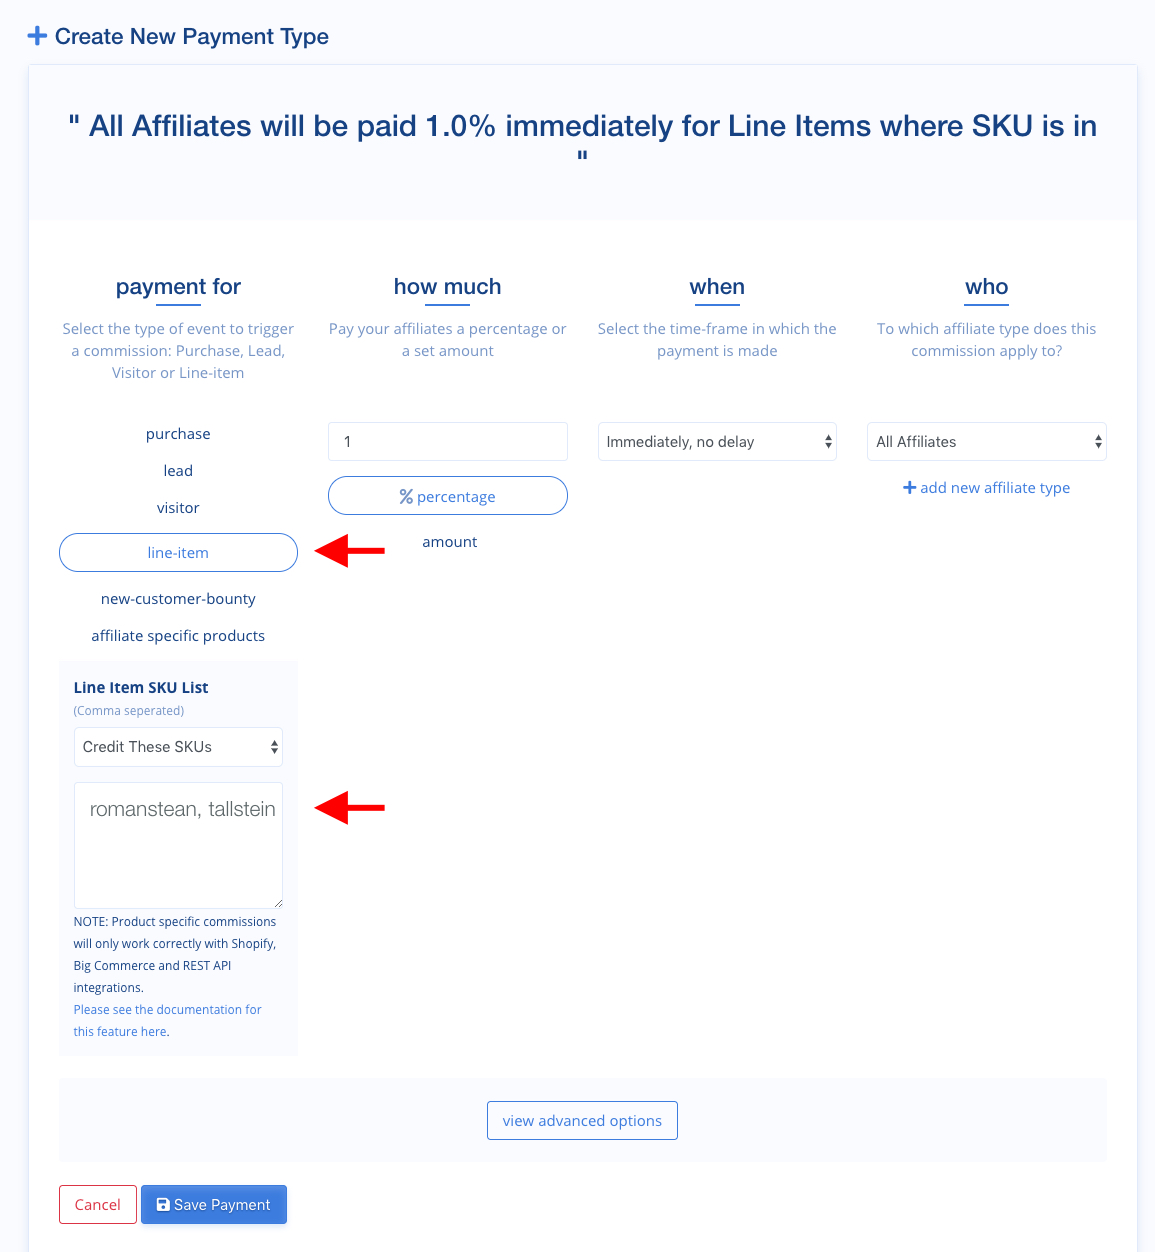 Create New Payment Type
" All Affiliates will be paid 1.0% immediately for Line Items where SKU is in
"
payment for
Select the type of event to trigger
a commission: Purchase, Lead,
Visitor or Line-item
purchase
lead
visitor
line-item
new-customer-bounty
affiliate specific products
Line Item SKU List
(Comma seperated)
Credit These SKUs
romanstean, tallstein
NOTE: Product specific commissions
will only work correctly with Shopify,
Big Commerce and REST API
integrations.
Please see the documentation for
this feature here.
how much
Pay your affiliates a percentage or
a set amount
1
% percentage
amount
when
Select the time-frame in which the
payment is made
Immediately, no delay
who
To which affiliate type does this
commission apply to?
All Affiliates
add new affiliate type
view advanced options
Cancel
Save Payment